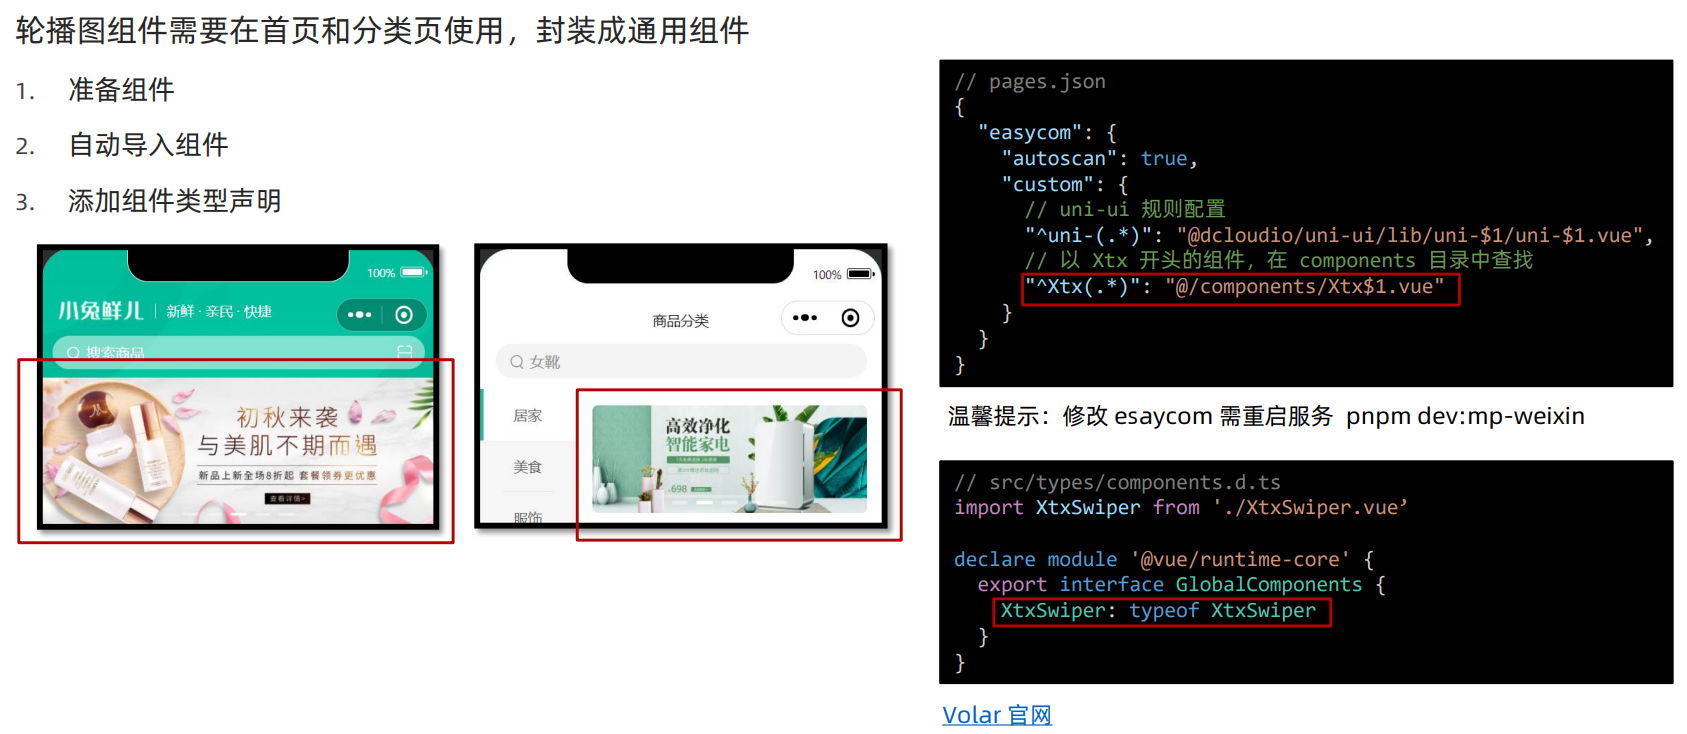 轮播图组件需要在首页和分类页使用，封装成通用组件
1. 准备组件
2. 自动导入组件
3. 添加组件类型声明
100%
小兔鲜儿 | 新鲜 · 亲民 · 快捷
搜索商品
初秋来袭
与美肌不期而遇
新品上新全场8折起 套餐领券更优惠
查看详情>
100%
商品分类
女靴
居家
美食
服饰
高效净化
智能家电
698
// pages.json
{
"easycom": {
"autoscan": true,
"custom": {
// uni-ui 规则配置
"^uni-(.*)": "@dcloudio/uni-ui/lib/uni-$1/uni-$1.vue",
// 以 Xtx 开头的组件，在 components 目录中查找
"^Xtx(.*)": "@/components/Xtx$1.vue"
}
}
}
温馨提示：修改 esaycom 需重启服务 pnpm dev:mp-weixin
// src/types/components.d.ts
import XtxSwiper from './XtxSwiper.vue’
declare module '@vue/runtime-core' {
export interface GlobalComponents {
XtxSwiper: typeof XtxSwiper
}
}
Volar 官网